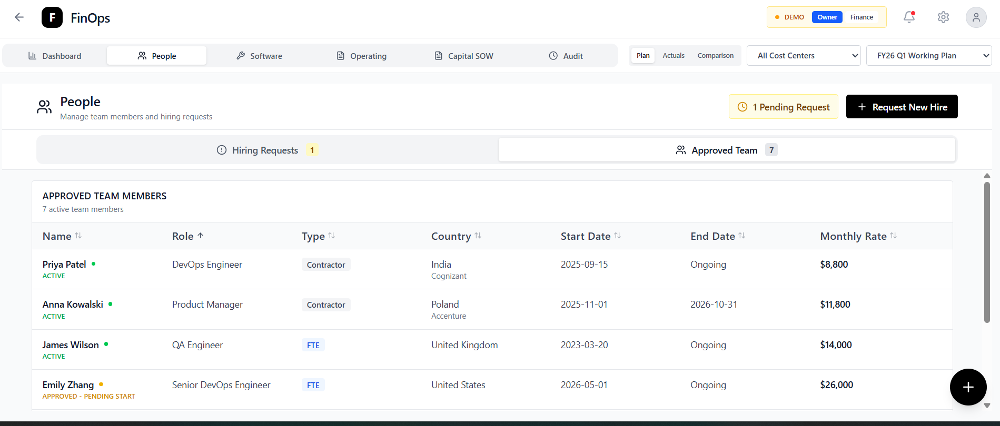 F FinOps
DEMO Owner Finance
Dashboard People Software Operating Capital SOW Audit Plan Actuals Comparison All Cost Centers FY26 Q1 Working Plan
People
Manage team members and hiring requests
1 Pending Request
Request New Hire
Hiring Requests 1 Approved Team 7
APPROVED TEAM MEMBERS
7 active team members
Name Role Type Country Start Date End Date Monthly Rate
Priya Patel DevOps Engineer Contractor India 2025-09-15 Ongoing $8,800
ACTIVE Cognizant
Anna Kowalski Product Manager Contractor Poland 2025-11-01 2026-10-31 $11,800
ACTIVE Accenture
James Wilson QA Engineer FTE United Kingdom 2023-03-20 Ongoing $14,000
ACTIVE
Emily Zhang Senior DevOps Engineer FTE United States 2026-05-01 Ongoing $26,000
APPROVED - PENDING START